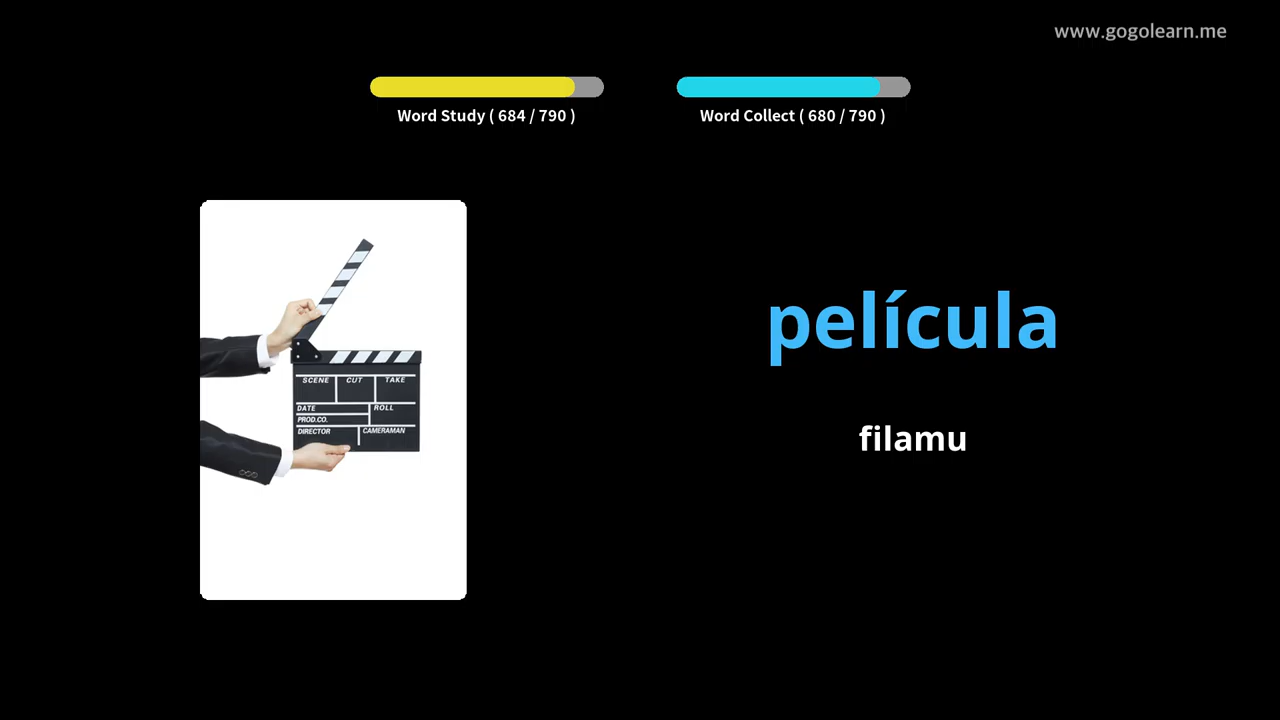 www.gogolearn.me
Word Study ( 684 / 790 )
Word Collect ( 680 / 790 )
película
filamu
SCENE CUT TAKE
DATE ROLL
PROD.CO.
DIRECTOR CAMERAMAN